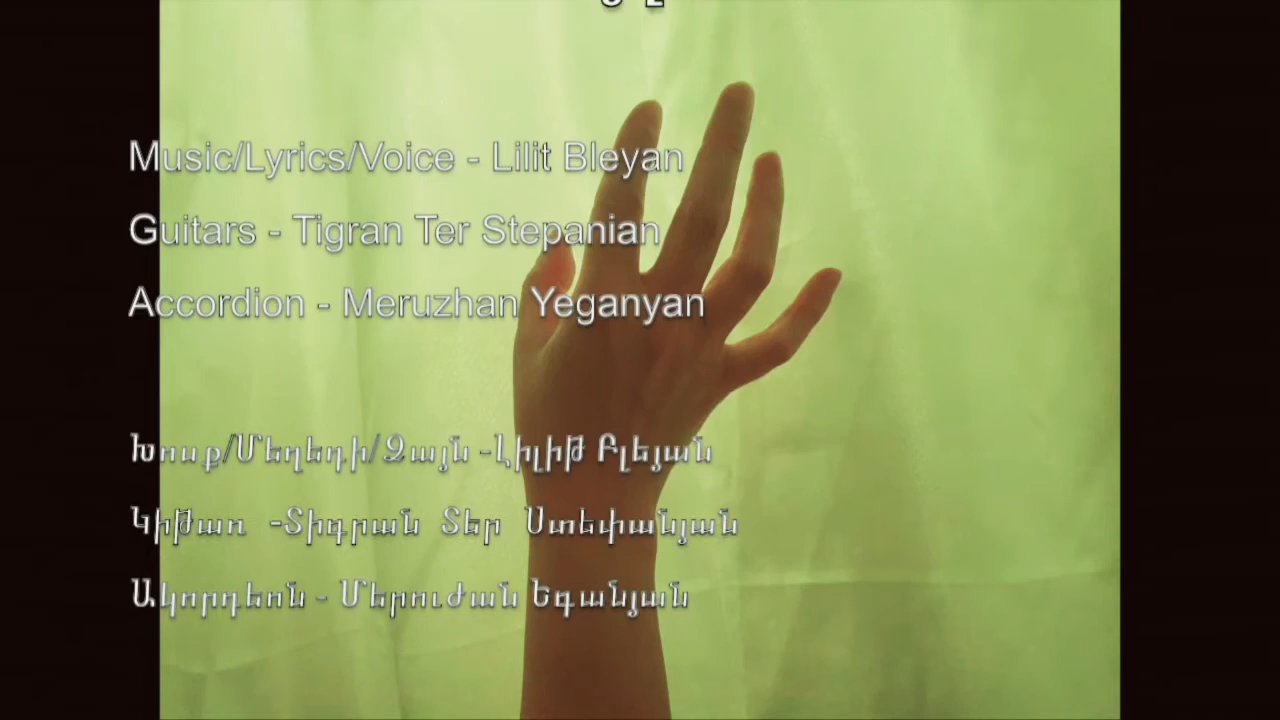 Music/Lyrics/Voice - Lilit Bleyan
Guitars - Tigran Ter Stepanian
Accordion - Meruzhan Yeganyan
Խոսք/Մեղեդի/Ձայն -Լիլիթ Բլեյան
Կիթառ -Տիգրան Տեր Ստեփանյան
Ակորդեոն - Մերուժան Եգանյան